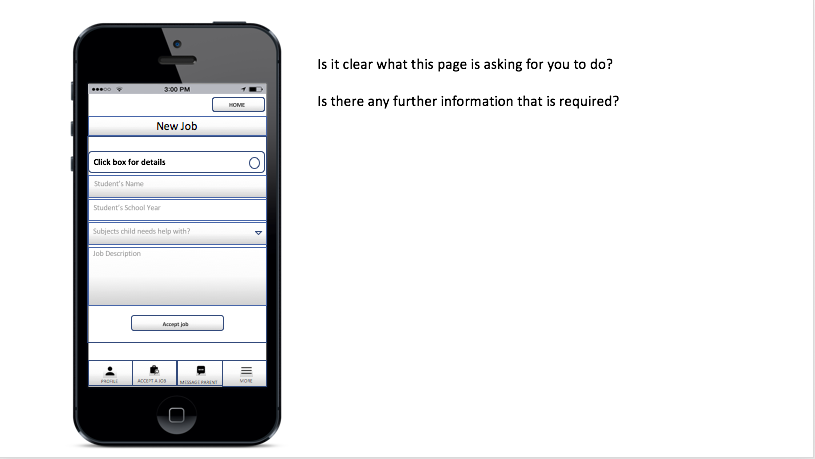 Is it clear what this page is asking for you to do?
Is there any further information that is required?
3:00 PM
HOME
New Job
Click box for details
Student's Name
Student's School Year
Subjects child needs help with?
Job Description
Accept job
PROFILE
ACCEPT A JOB
MESSAGE PARENT
MORE